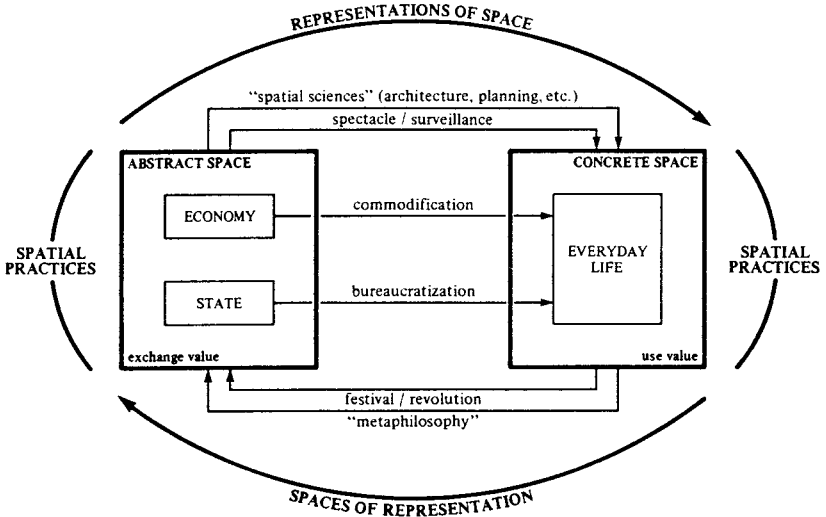 REPRESENTATIONS OF SPACE
"spatial sciences" (architecture, planning, etc.)
spectacle / surveillance
ABSTRACT SPACE
CONCRETE SPACE
ECONOMY
commodification
EVERYDAY
LIFE
SPATIAL
PRACTICES
SPATIAL
PRACTICES
STATE
bureaucratization
exchange value
use value
festival / revolution
"metaphilosophy"
SPACES OF REPRESENTATION